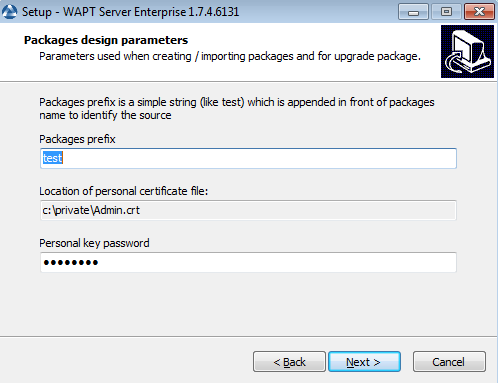 Setup - WAPT Server Enterprise 1.7.4.6131
Packages design parameters
Parameters used when creating / importing packages and for upgrade package.
Packages prefix is a simple string (like test) which is appended in front of packages
name to identify the source
Packages prefix
test
Location of personal certificate file:
c:\private\Admin.crt
Personal key password
••••••••
< Back
Next >
Cancel